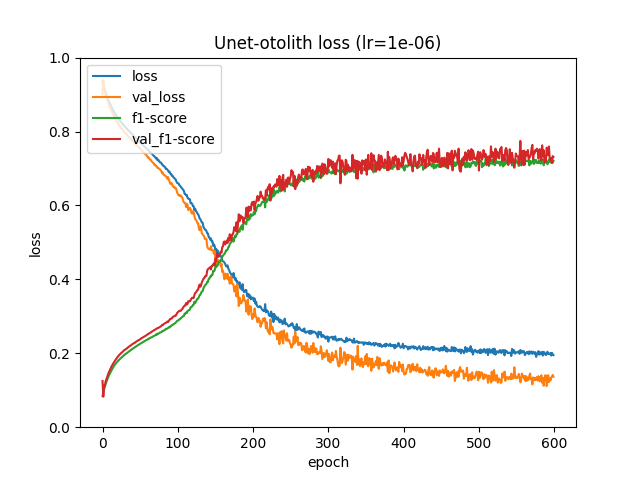 Unet-otolith loss (lr=1e-06)
1.0
0.8
0.6
0.4
0.2
0.0
loss
loss
val_loss
f1-score
val_f1-score
0 100 200 300 400 500 600
epoch